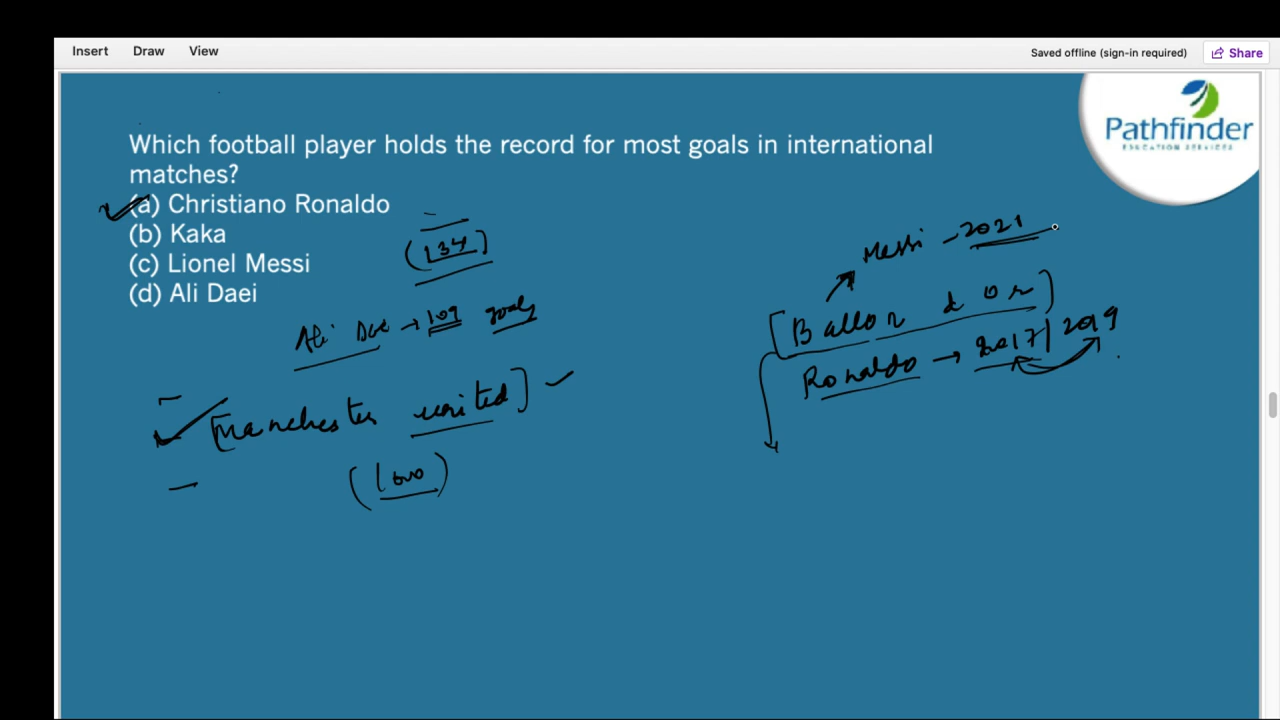 Insert Draw View
Saved offline (sign-in required) Share
Pathfinder
EDUCATION SERVICES
Which football player holds the record for most goals in international
matches?
(a) Christiano Ronaldo
(b) Kaka
(c) Lionel Messi
(d) Ali Daei
(134)
Ali Dae → 109 goals
[Manchester united]
Messi - 2021
[Ballon d or]
Ronaldo → 2017 | 2019